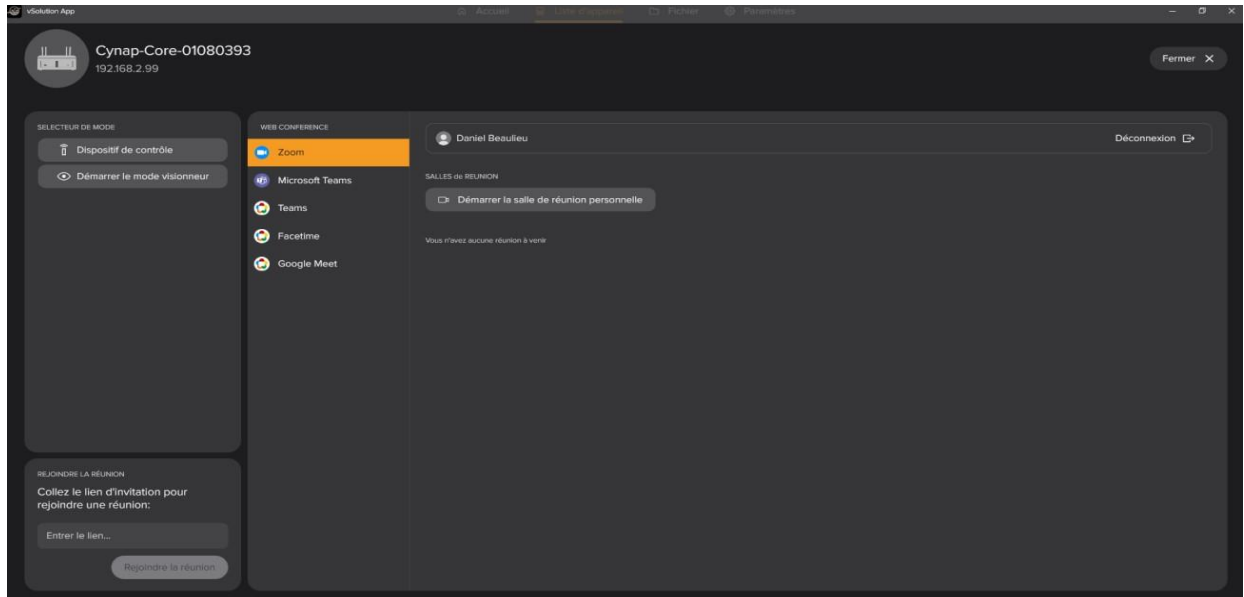 vSolution App
Accueil
Liste d'appareil
Fichier
Paramètres
Cynap-Core-01080393
192.168.2.99
Fermer
SELECTEUR DE MODE
Dispositif de contrôle
Démarrer le mode visionneur
WEB CONFERENCE
Zoom
Microsoft Teams
Teams
Facetime
Google Meet
Daniel Beaulieu
Déconnexion
SALLES de REUNION
Démarrer la salle de réunion personnelle
Vous n'avez aucune réunion à venir
REJOINDRE LA RÉUNION
Collez le lien d'invitation pour
rejoindre une réunion:
Entrer le lien...
Rejoindre la réunion